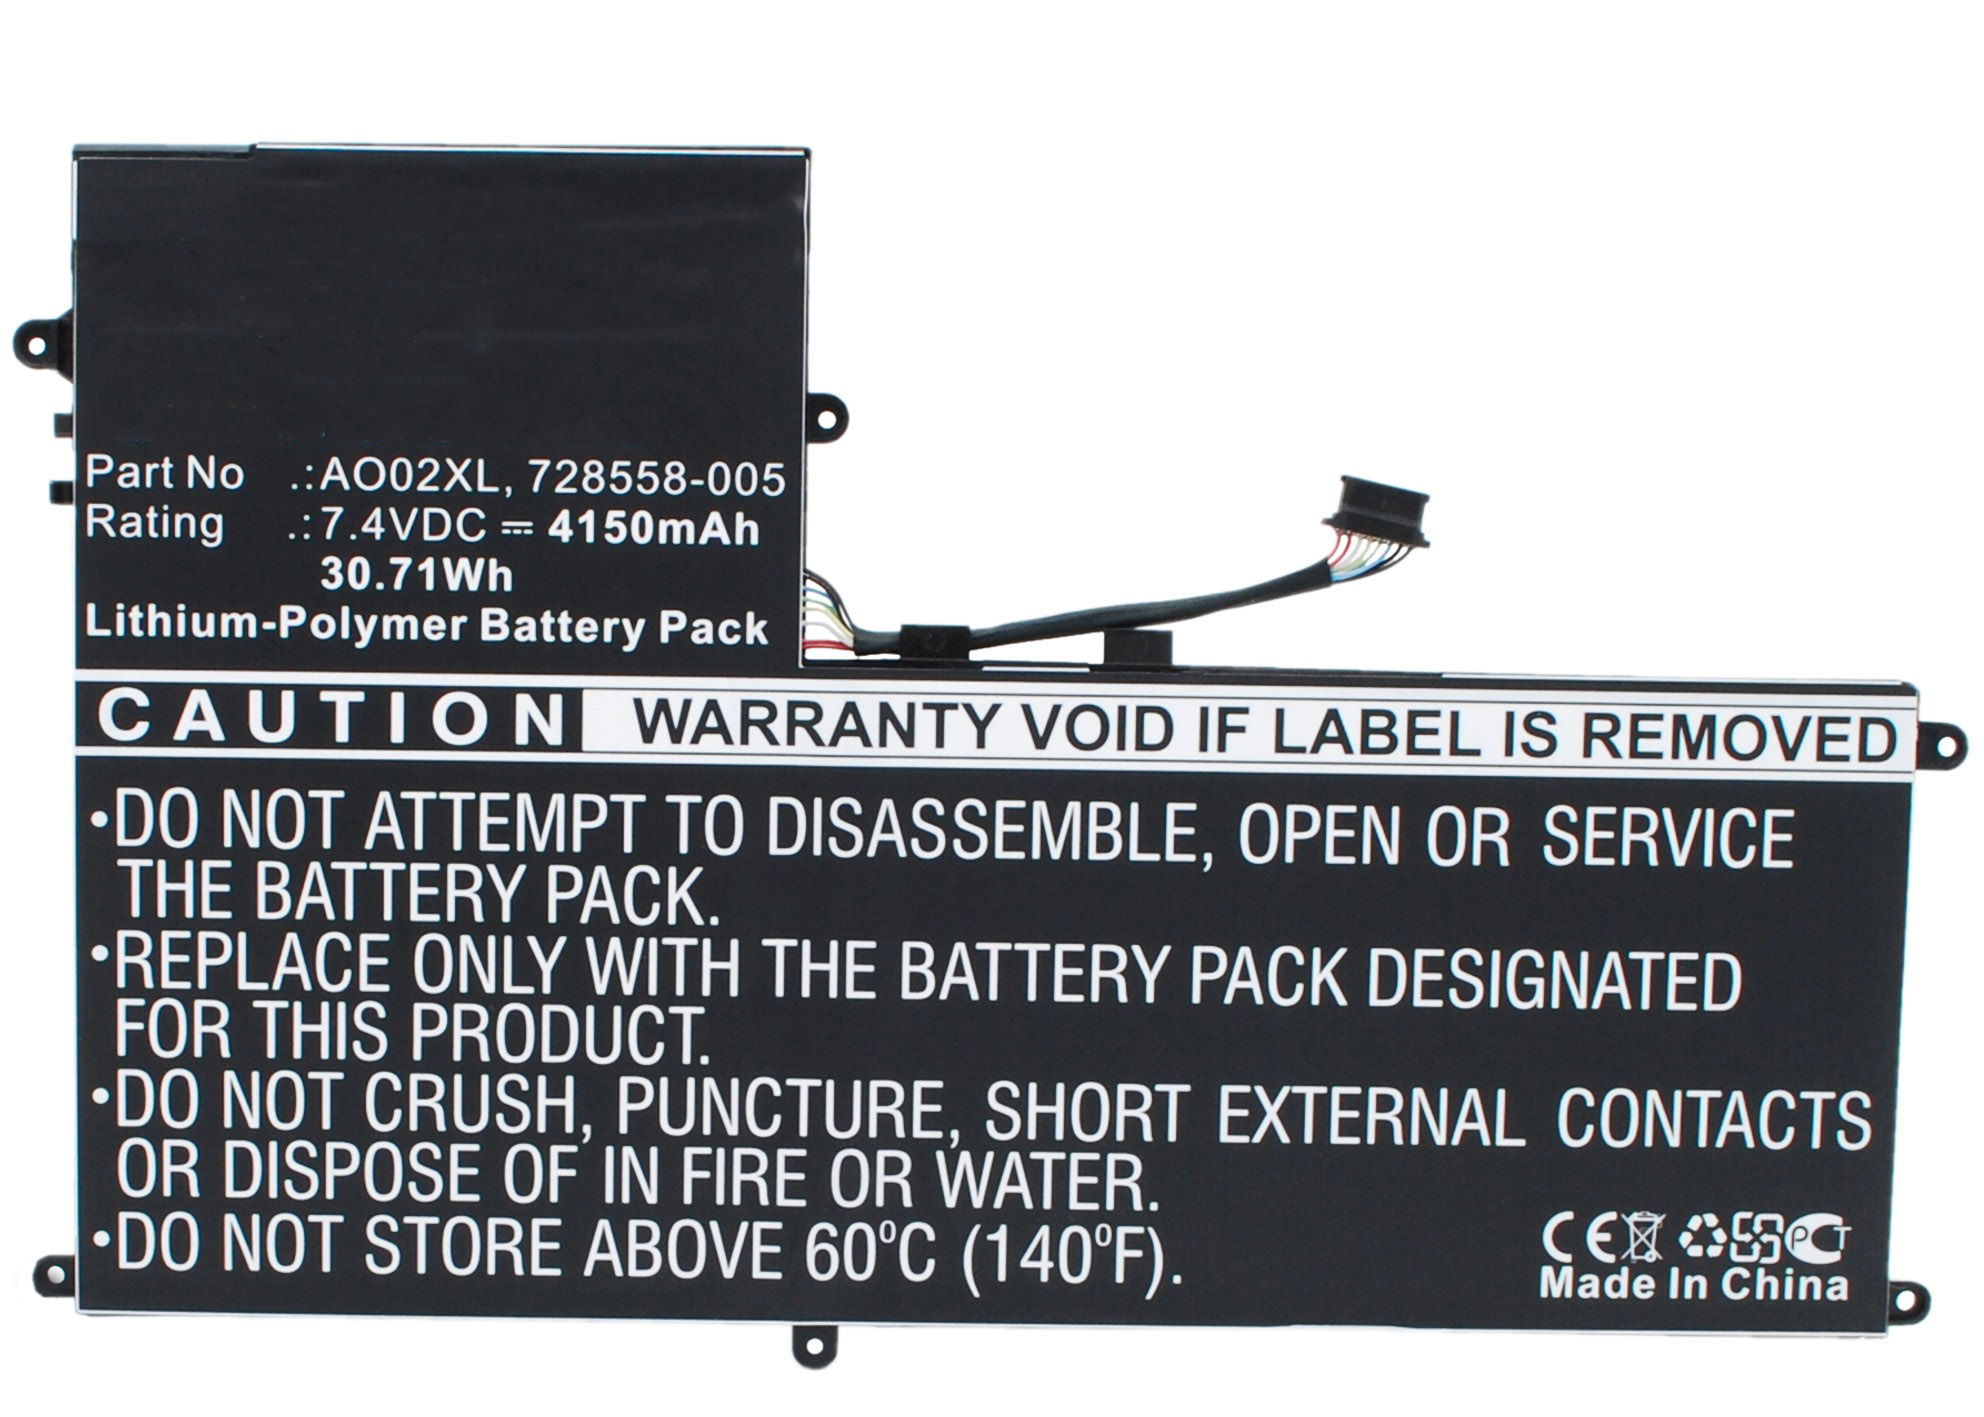 Part No .:AO02XL, 728558-005
Rating .:7.4VDC ⎓ 4150mAh
30.71Wh
Lithium-Polymer Battery Pack
CAUTION WARRANTY VOID IF LABEL IS REMOVED
•DO NOT ATTEMPT TO DISASSEMBLE, OPEN OR SERVICE
THE BATTERY PACK.
•REPLACE ONLY WITH THE BATTERY PACK DESIGNATED
FOR THIS PRODUCT.
•DO NOT CRUSH, PUNCTURE, SHORT EXTERNAL CONTACTS
OR DISPOSE OF IN FIRE OR WATER.
•DO NOT STORE ABOVE 60ºC (140ºF).
CE PCT
Made In China